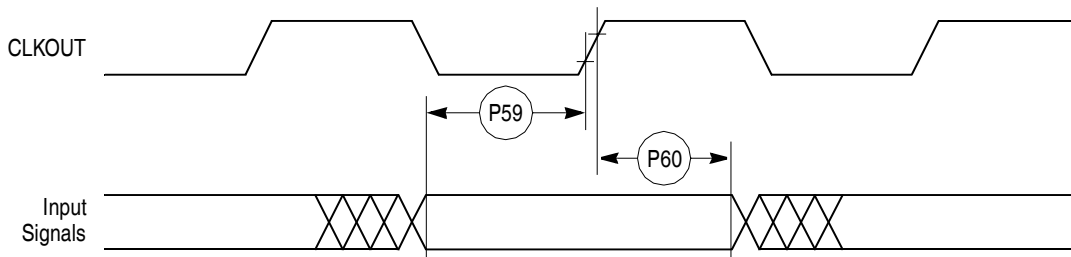 CLKOUT
P59
P60
Input
Signals